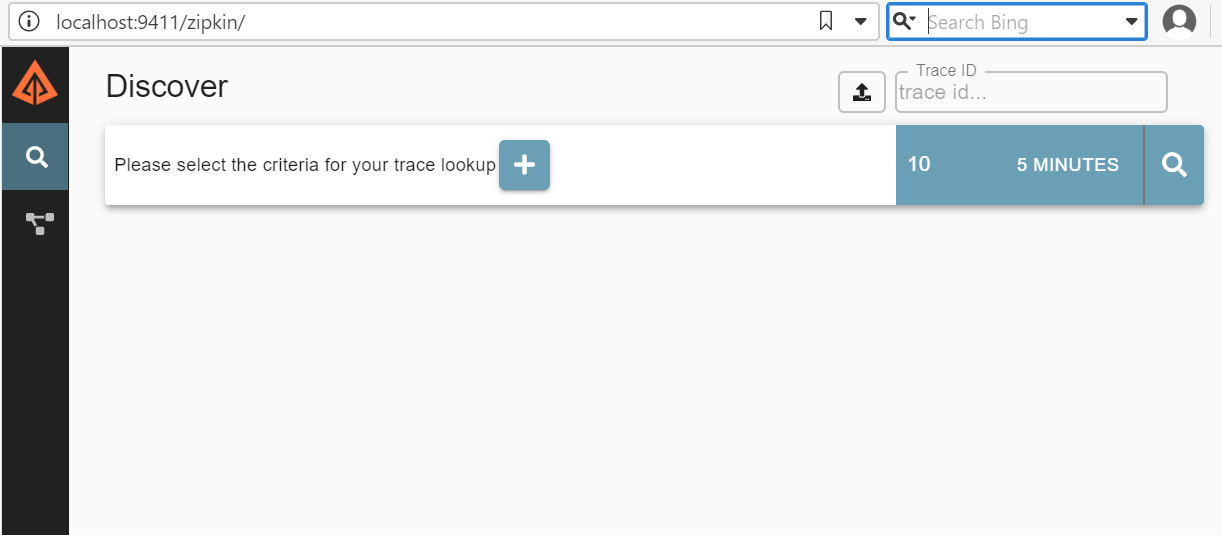 localhost:9411/zipkin/
Search Bing
Discover
Trace ID
trace id...
Please select the criteria for your trace lookup
10
5 MINUTES